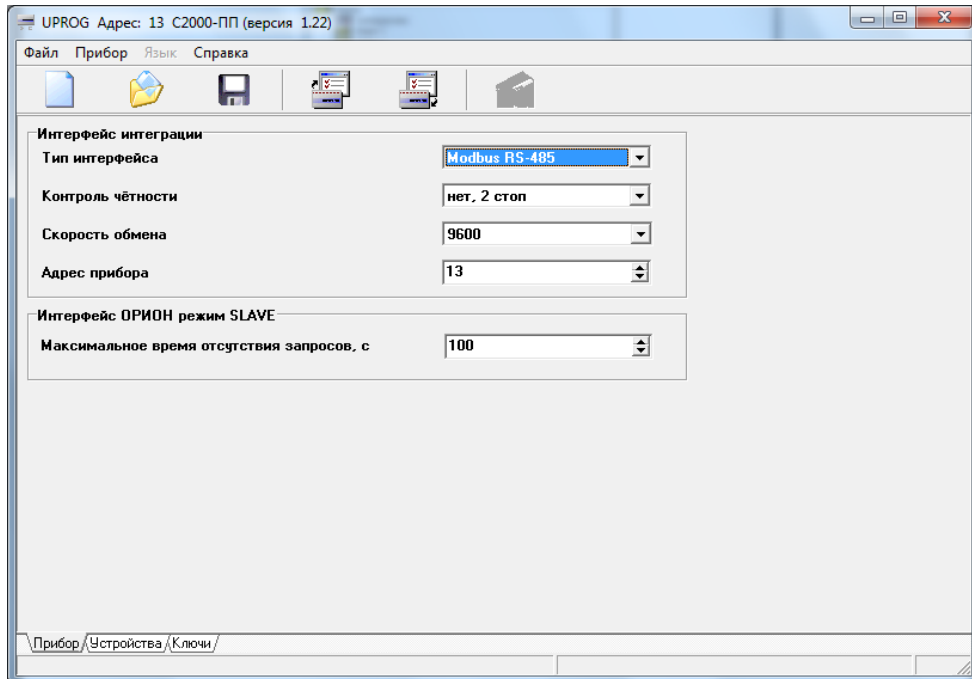 UPROG Адрес: 13 С2000-ПП (версия 1.22)
Файл Прибор Язык Справка
Интерфейс интеграции
Тип интерфейса Modbus RS-485
Контроль чётности нет, 2 стоп
Скорость обмена 9600
Адрес прибора 13
Интерфейс ОРИОН режим SLAVE
Максимальное время отсутствия запросов, с 100
Прибор Устройства Ключи